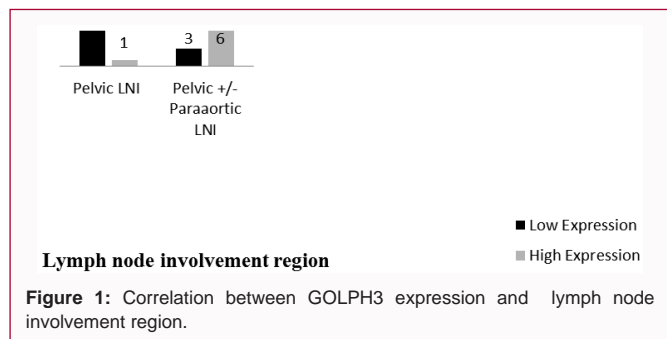 1 3 6
Pelvic LNI Pelvic +/-
Paraaortic
LNI
Low Expression
High Expression
Lymph node involvement region
Figure 1: Correlation between GOLPH3 expression and lymph node
involvement region.